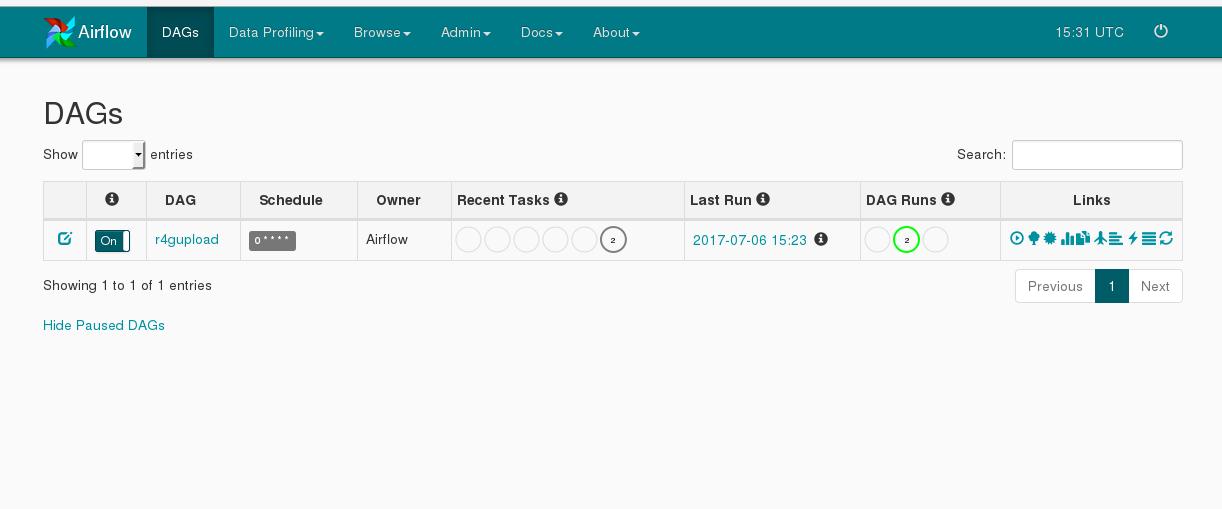 Airflow DAGs Data Profiling Browse Admin Docs About 15:31 UTC
DAGs
Show entries Search:
DAG Schedule Owner Recent Tasks Last Run DAG Runs Links
On r4gupload 0 * * * * Airflow 2 2017-07-06 15:23 2
Showing 1 to 1 of 1 entries Previous 1 Next
Hide Paused DAGs